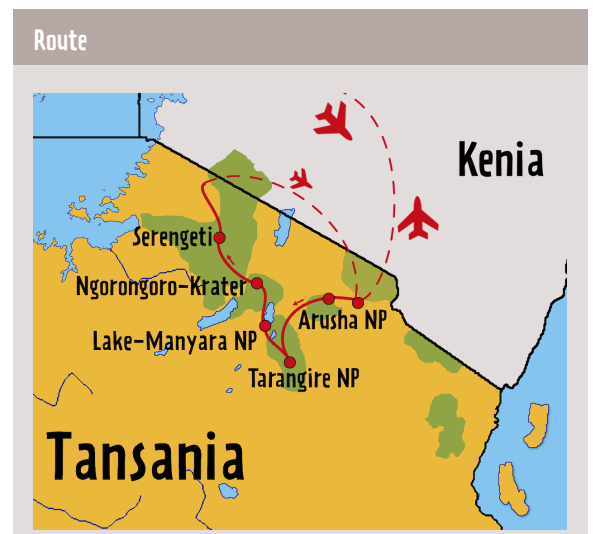 Route
Kenia
Serengeti
Ngorongoro-Krater
Arusha NP
Lake-Manyara NP
Tarangire NP
Tansania